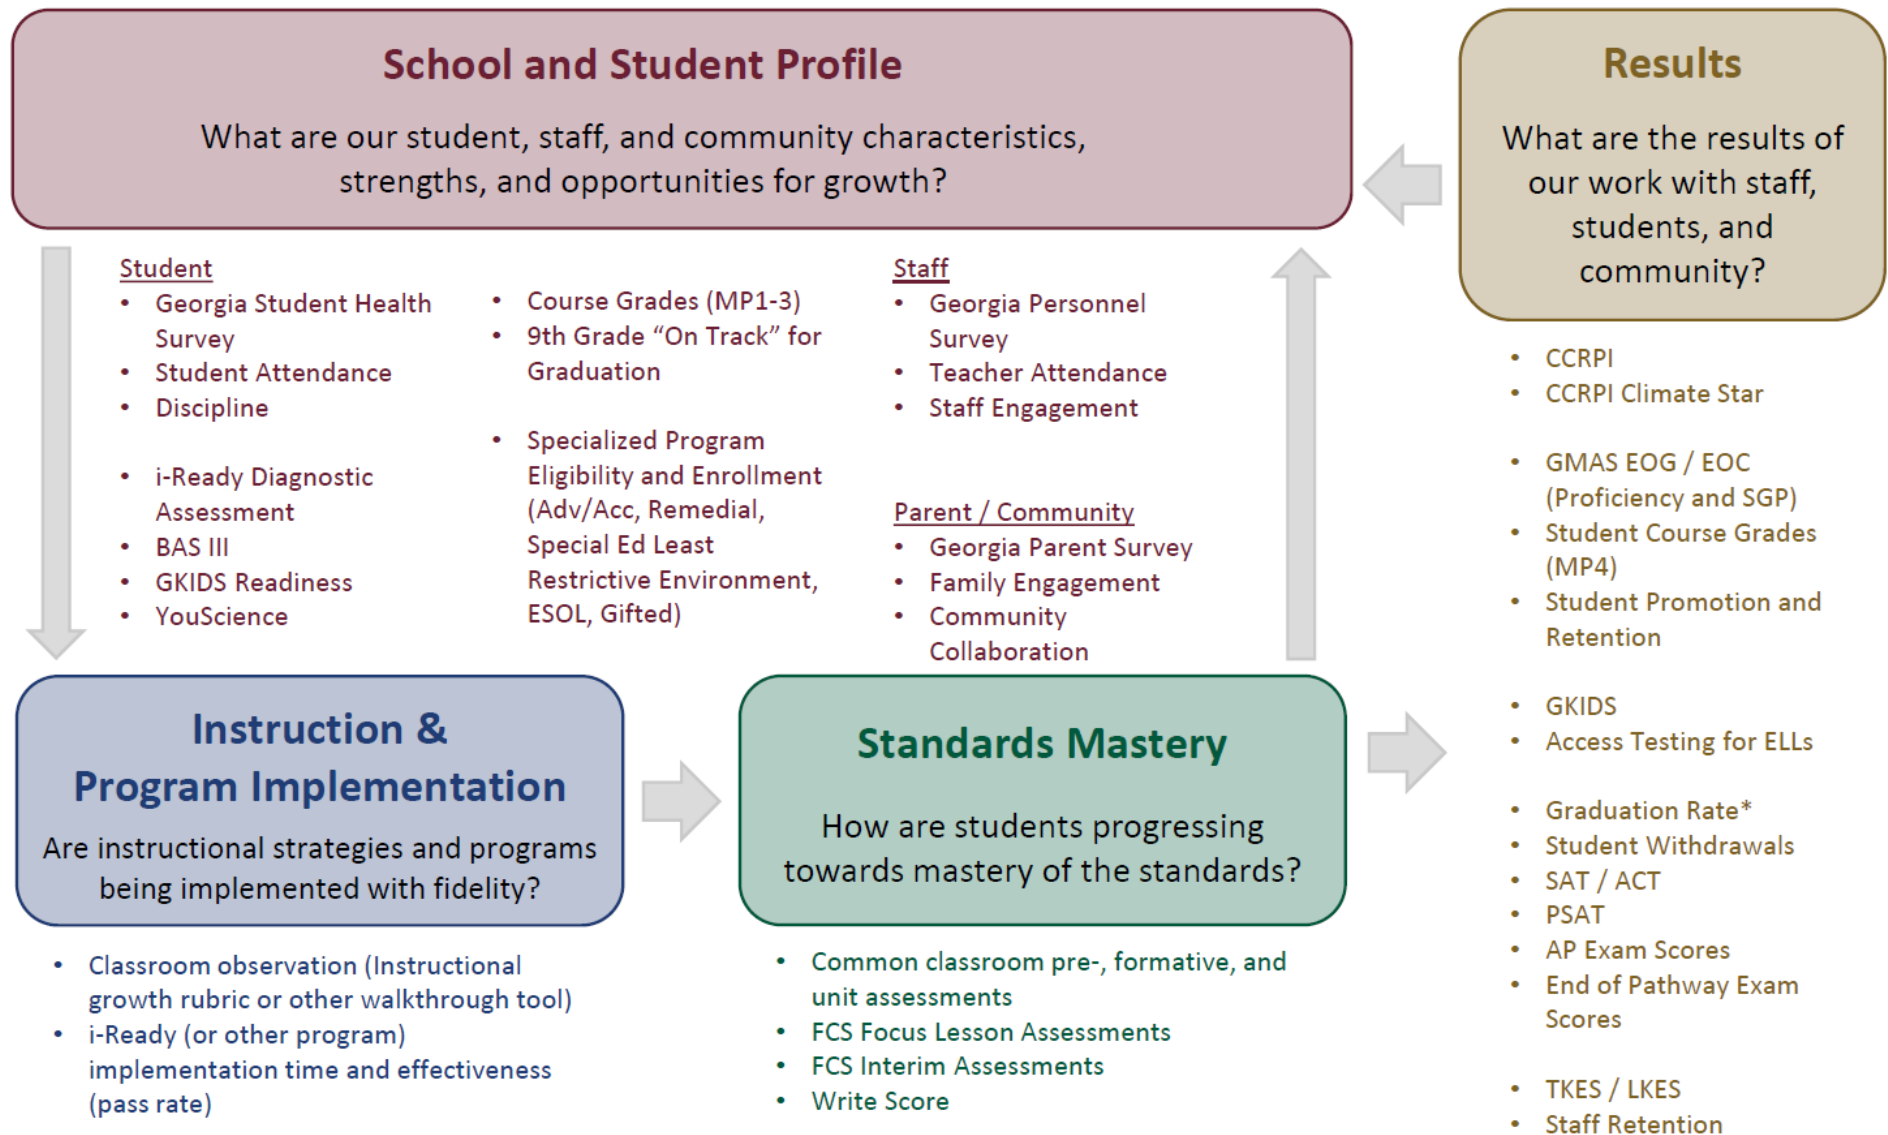 School and Student Profile
What are our student, staff, and community characteristics,
strengths, and opportunities for growth?
Student
• Georgia Student Health
Survey
• Student Attendance
• Discipline
• i-Ready Diagnostic
Assessment
• BAS III
• GKIDS Readiness
• YouScience
• Course Grades (MP1-3)
• 9th Grade “On Track” for
Graduation
• Specialized Program
Eligibility and Enrollment
(Adv/Acc, Remedial,
Special Ed Least
Restrictive Environment,
ESOL, Gifted)
Staff
• Georgia Personnel
Survey
• Teacher Attendance
• Staff Engagement
Parent / Community
• Georgia Parent Survey
• Family Engagement
• Community
Collaboration
Instruction &
Program Implementation
Are instructional strategies and programs
being implemented with fidelity?
• Classroom observation (Instructional
growth rubric or other walkthrough tool)
• i-Ready (or other program)
implementation time and effectiveness
(pass rate)
Standards Mastery
How are students progressing
towards mastery of the standards?
• Common classroom pre-, formative, and
unit assessments
• FCS Focus Lesson Assessments
• FCS Interim Assessments
• Write Score
Results
What are the results of
our work with staff,
students, and
community?
• CCRPI
• CCRPI Climate Star
• GMAS EOG / EOC
(Proficiency and SGP)
• Student Course Grades
(MP4)
• Student Promotion and
Retention
• GKIDS
• Access Testing for ELLs
• Graduation Rate*
• Student Withdrawals
• SAT / ACT
• PSAT
• AP Exam Scores
• End of Pathway Exam
Scores
• TKES / LKES
• Staff Retention